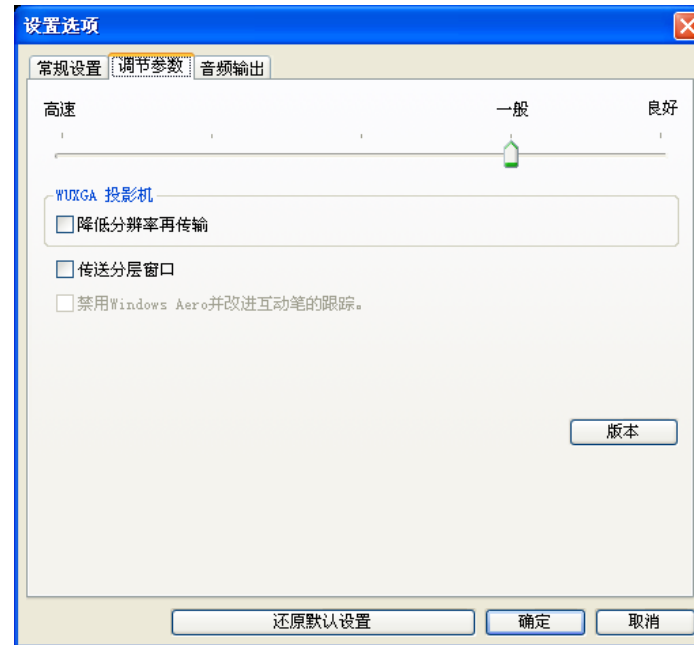 设置选项
常规设置 调节参数 音频输出
高速 一般 良好
WUXGA 投影机
降低分辨率再传输
传送分层窗口
禁用Windows Aero并改进互动笔的跟踪。
版本
还原默认设置 确定 取消